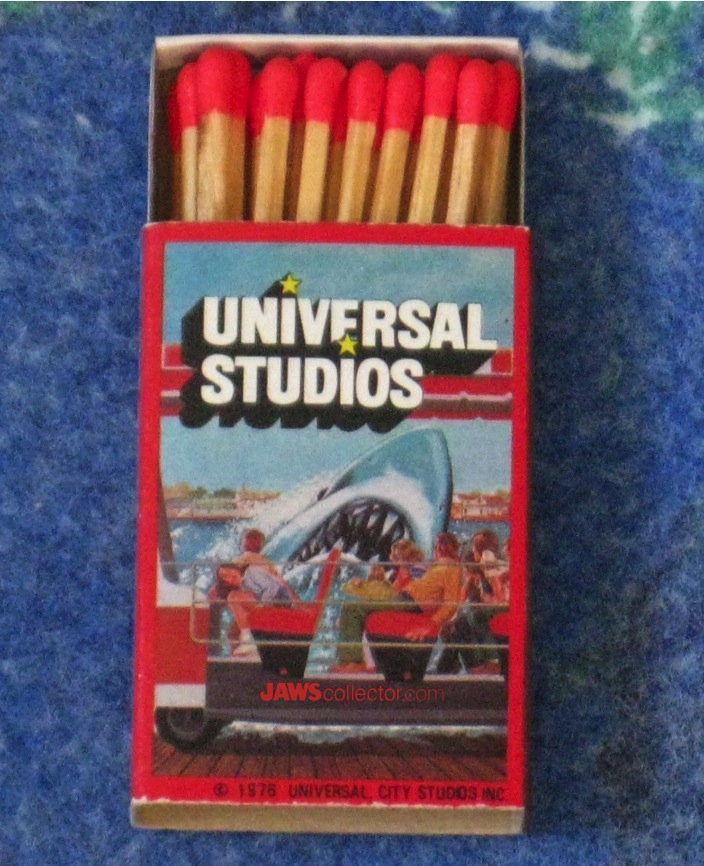 UNIVERSAL
STUDIOS
JAWScollector.com
© 1976 UNIVERSAL CITY STUDIOS INC